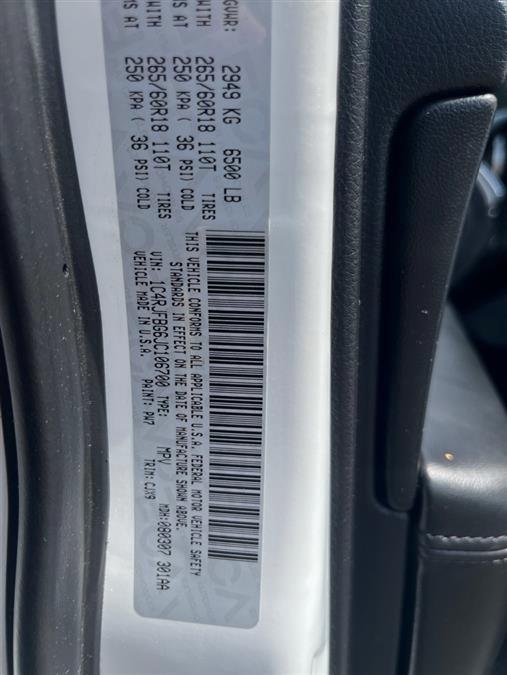 GVWR: 2949 KG 6500 LB
WITH 265/60R18 110T TIRES
S AT 250 KPA ( 36 PSI) COLD
WITH 265/60R18 110T TIRES
S AT 250 KPA ( 36 PSI) COLD
THIS VEHICLE CONFORMS TO ALL APPLICABLE U.S.A. FEDERAL MOTOR VEHICLE SAFETY
STANDARDS IN EFFECT ON THE DATE OF MANUFACTURE SHOWN ABOVE.
VIN: 1C4RJFBG6JC106700 TYPE: MPV MDH:080307 301AA
VEHICLE MADE IN U.S.A. PAINT: PW7 TRIM: CJX9